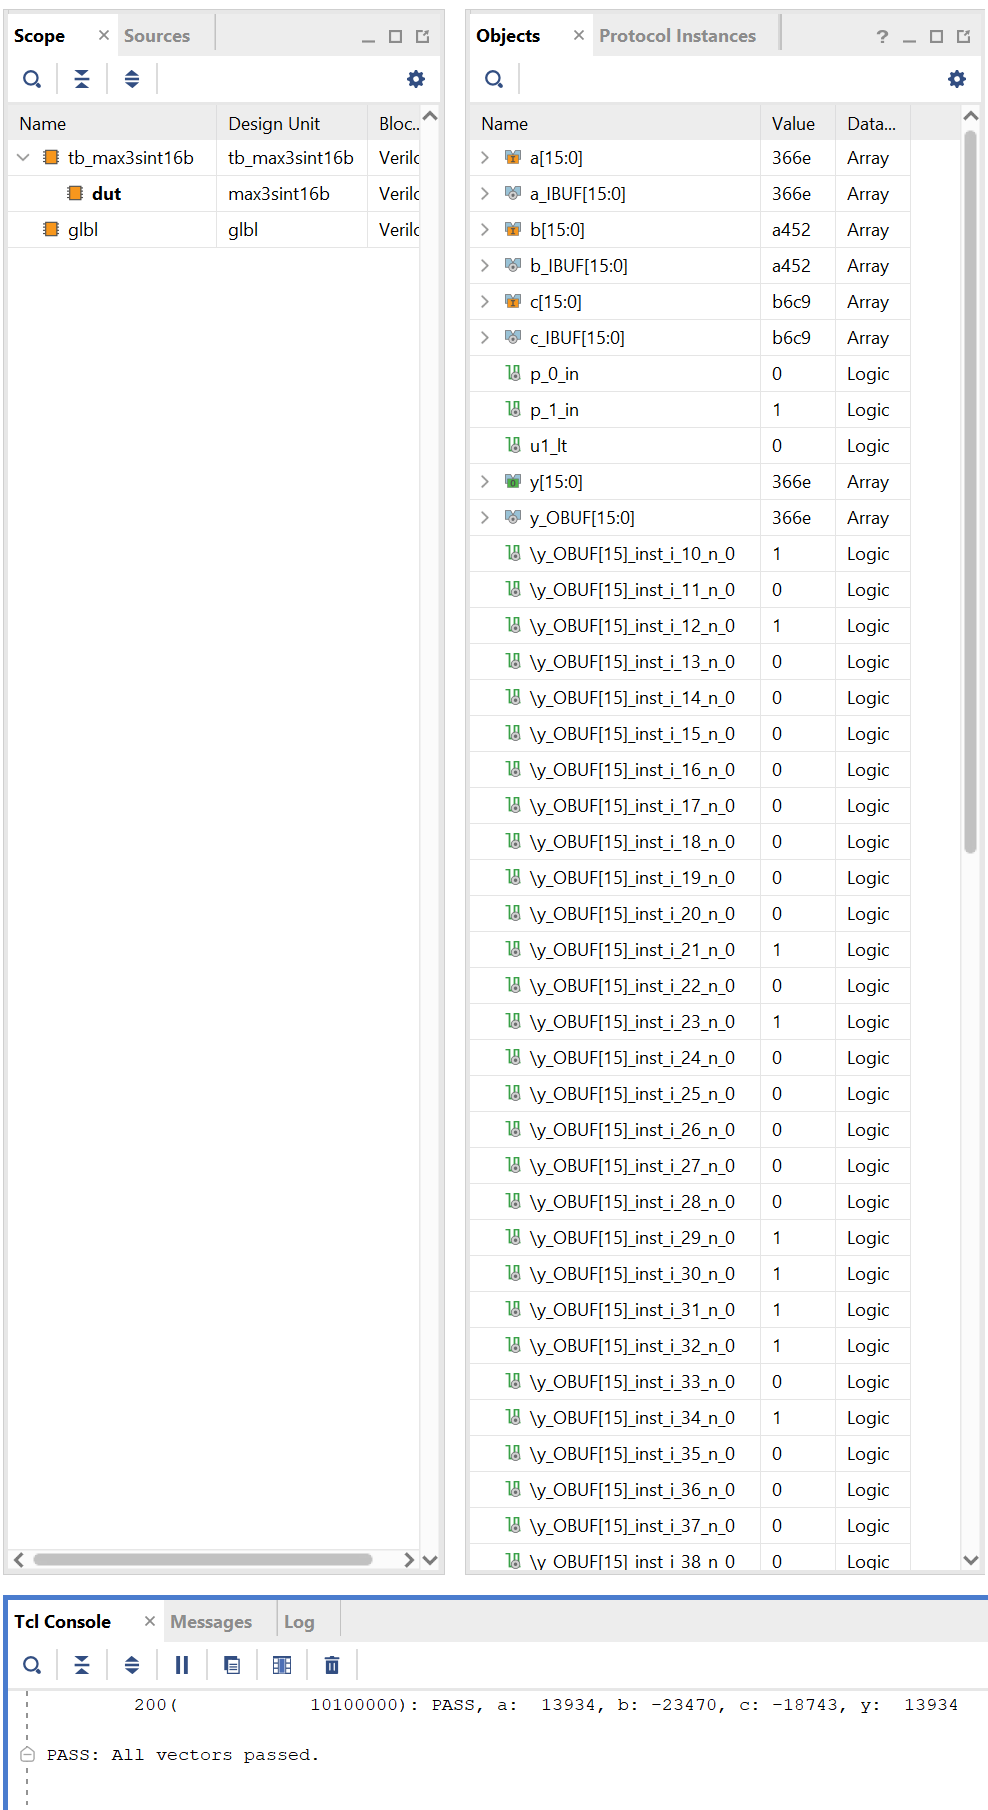 Scope × Sources
Name Design Unit Bloc...
tb_max3sint16b tb_max3sint16b Verilc
dut max3sint16b Verilc
glbl glbl Verilc
Objects × Protocol Instances ?
Name Value Data...
a[15:0] 366e Array
a_IBUF[15:0] 366e Array
b[15:0] a452 Array
b_IBUF[15:0] a452 Array
c[15:0] b6c9 Array
c_IBUF[15:0] b6c9 Array
p_0_in 0 Logic
p_1_in 1 Logic
u1_lt 0 Logic
y[15:0] 366e Array
y_OBUF[15:0] 366e Array
\y_OBUF[15]_inst_i_10_n_0 1 Logic
\y_OBUF[15]_inst_i_11_n_0 0 Logic
\y_OBUF[15]_inst_i_12_n_0 1 Logic
\y_OBUF[15]_inst_i_13_n_0 0 Logic
\y_OBUF[15]_inst_i_14_n_0 0 Logic
\y_OBUF[15]_inst_i_15_n_0 0 Logic
\y_OBUF[15]_inst_i_16_n_0 0 Logic
\y_OBUF[15]_inst_i_17_n_0 0 Logic
\y_OBUF[15]_inst_i_18_n_0 0 Logic
\y_OBUF[15]_inst_i_19_n_0 0 Logic
\y_OBUF[15]_inst_i_20_n_0 0 Logic
\y_OBUF[15]_inst_i_21_n_0 1 Logic
\y_OBUF[15]_inst_i_22_n_0 0 Logic
\y_OBUF[15]_inst_i_23_n_0 1 Logic
\y_OBUF[15]_inst_i_24_n_0 0 Logic
\y_OBUF[15]_inst_i_25_n_0 0 Logic
\y_OBUF[15]_inst_i_26_n_0 0 Logic
\y_OBUF[15]_inst_i_27_n_0 0 Logic
\y_OBUF[15]_inst_i_28_n_0 0 Logic
\y_OBUF[15]_inst_i_29_n_0 1 Logic
\y_OBUF[15]_inst_i_30_n_0 1 Logic
\y_OBUF[15]_inst_i_31_n_0 1 Logic
\y_OBUF[15]_inst_i_32_n_0 1 Logic
\y_OBUF[15]_inst_i_33_n_0 0 Logic
\y_OBUF[15]_inst_i_34_n_0 1 Logic
\y_OBUF[15]_inst_i_35_n_0 0 Logic
\y_OBUF[15]_inst_i_36_n_0 0 Logic
\y_OBUF[15]_inst_i_37_n_0 0 Logic
\y_OBUF[15]_inst_i_38_n_0 0 Logic
Tcl Console × Messages Log
200( 10100000): PASS, a: 13934, b: -23470, c: -18743, y: 13934
PASS: All vectors passed.